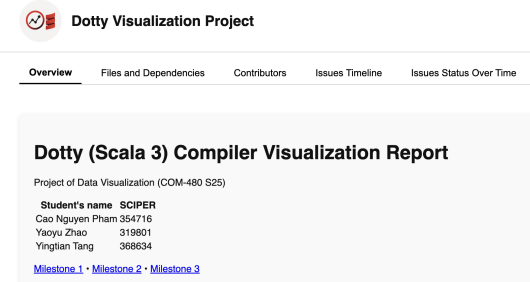 Dotty Visualization Project
Overview Files and Dependencies Contributors Issues Timeline Issues Status Over Time
Dotty (Scala 3) Compiler Visualization Report
Project of Data Visualization (COM-480 S25)
Student's name SCIPER
Cao Nguyen Pham 354716
Yaoyu Zhao 319801
Yingtian Tang 368634
Milestone 1 • Milestone 2 • Milestone 3